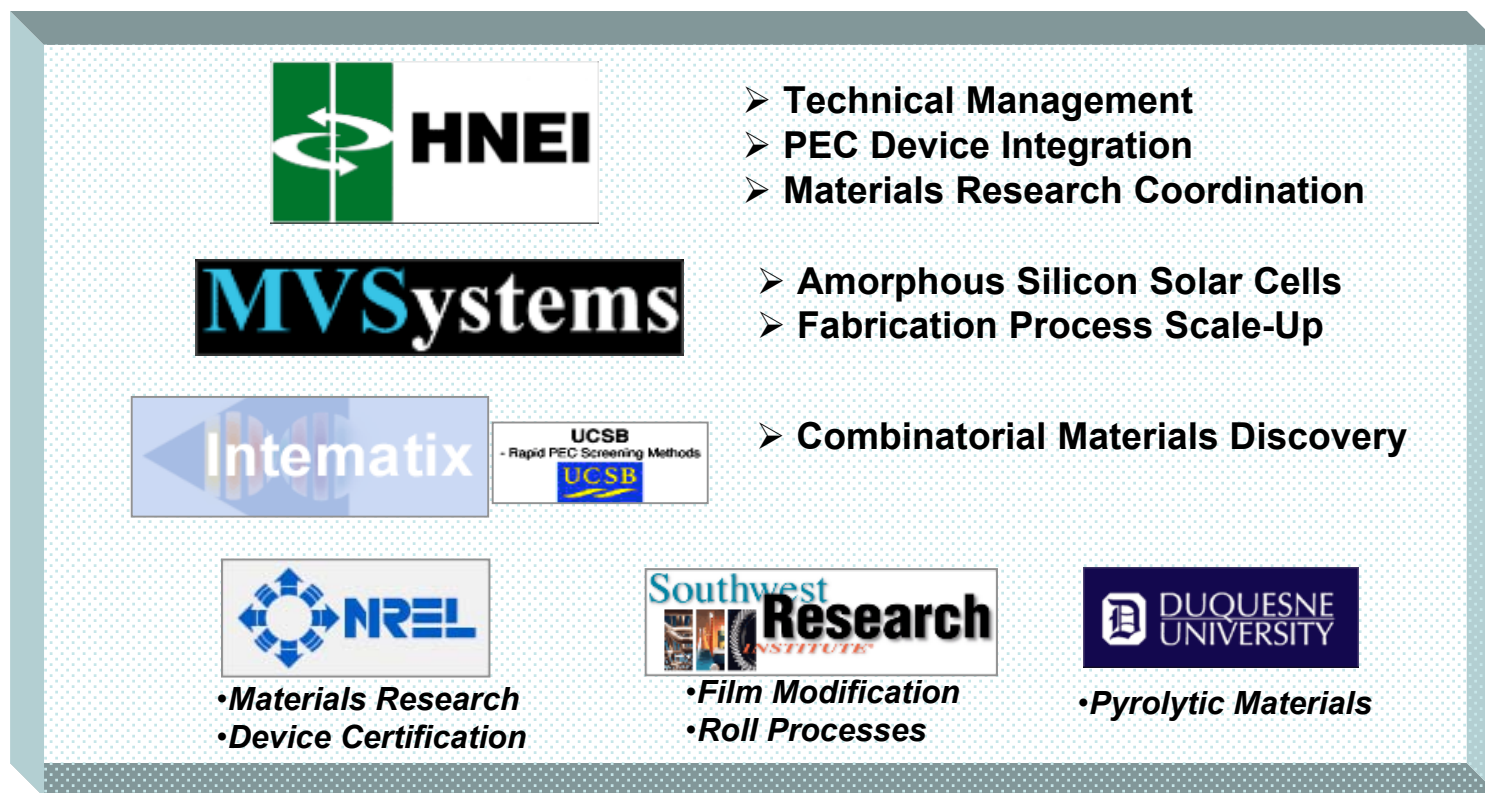 HNEI
➢ Technical Management
➢ PEC Device Integration
➢ Materials Research Coordination
MVSystems
➢ Amorphous Silicon Solar Cells
➢ Fabrication Process Scale-Up
Intematix
UCSB
- Rapid PEC Screening Methods
UCSB
➢ Combinatorial Materials Discovery
NREL
•Materials Research
•Device Certification
Southwest
Research
INSTITUTE®
•Film Modification
•Roll Processes
D DUQUESNE
UNIVERSITY
•Pyrolytic Materials